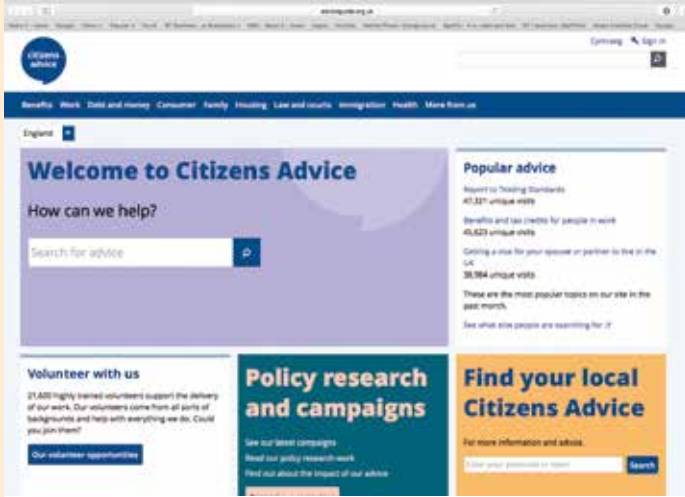 Cymraeg Sign in
citizens
advice
Benefits Work Debt and money Consumer Family Housing Law and courts Immigration Health More from us
England
Welcome to Citizens Advice
How can we help?
Search for advice
Popular advice
Report to Trading Standards
47,321 unique visits
Benefits and tax credits for people in work
45,623 unique visits
Getting a visa for your spouse or partner to live in the
UK
38,984 unique visits
These are the most popular topics on our site in the
past month.
See what else people are searching for
Volunteer with us
21,600 highly trained volunteers support the delivery
of our work. Our volunteers come from all sorts of
backgrounds and help with everything we do. Could
you join them?
Our volunteer opportunities
Policy research
and campaigns
See our latest campaigns
Read our policy research work
Find out about the impact of our advice
Find your local
Citizens Advice
For more information and advice.
Enter your postcode or town
Search